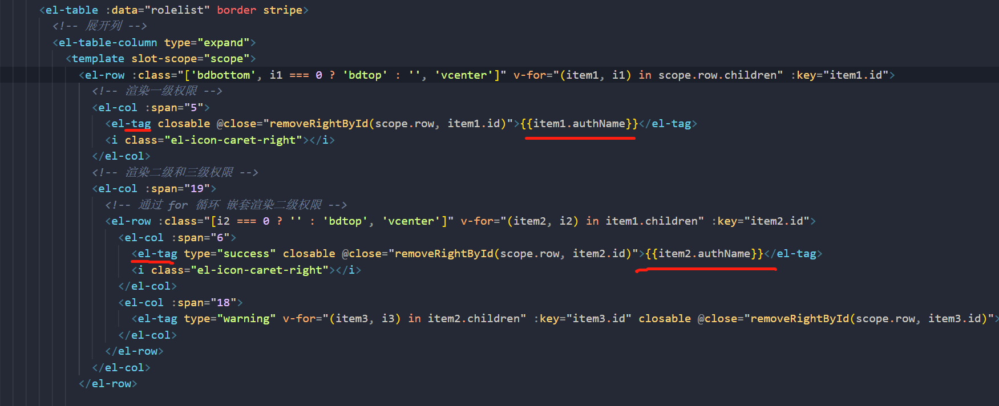 <el-table :data="rolelist" border stripe>
<!-- 展开列 -->
<el-table-column type="expand">
<template slot-scope="scope">
<el-row :class="['bdbottom', i1 === 0 ? 'bdtop' : '', 'vcenter']" v-for="(item1, i1) in scope.row.children" :key="item1.id">
<!-- 渲染一级权限 -->
<el-col :span="5">
<el-tag closable @close="removeRightById(scope.row, item1.id)">{{item1.authName}}</el-tag>
<i class="el-icon-caret-right"></i>
</el-col>
<!-- 渲染二级和三级权限 -->
<el-col :span="19">
<!-- 通过 for 循环 嵌套渲染二级权限 -->
<el-row :class="[i2 === 0 ? '' : 'bdtop', 'vcenter']" v-for="(item2, i2) in item1.children" :key="item2.id">
<el-col :span="6">
<el-tag type="success" closable @close="removeRightById(scope.row, item2.id)">{{item2.authName}}</el-tag>
<i class="el-icon-caret-right"></i>
</el-col>
<el-col :span="18">
<el-tag type="warning" v-for="(item3, i3) in item2.children" :key="item3.id" closable @close="removeRightById(scope.row, item3.id)">
</el-col>
</el-row>
</el-col>
</el-row>